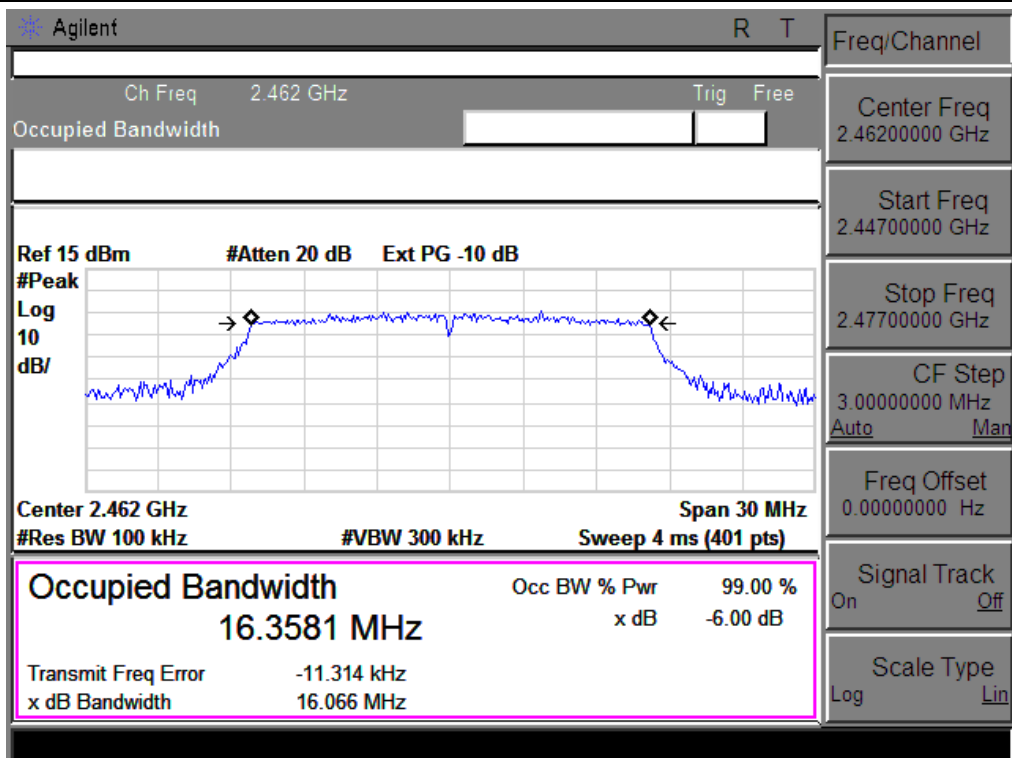 Agilent R T
Freq/Channel
Ch Freq 2.462 GHz Trig Free
Occupied Bandwidth
Center Freq
2.46200000 GHz
Start Freq
2.44700000 GHz
Ref 15 dBm #Atten 20 dB Ext PG -10 dB
#Peak
Log
10
dB/
Stop Freq
2.47700000 GHz
CF Step
3.00000000 MHz
Auto Man
Freq Offset
0.00000000 Hz
Center 2.462 GHz Span 30 MHz
#Res BW 100 kHz #VBW 300 kHz Sweep 4 ms (401 pts)
Occupied Bandwidth Occ BW % Pwr 99.00 %
16.3581 MHz x dB -6.00 dB
Transmit Freq Error -11.314 kHz
x dB Bandwidth 16.066 MHz
Signal Track
On Off
Scale Type
Log Lin